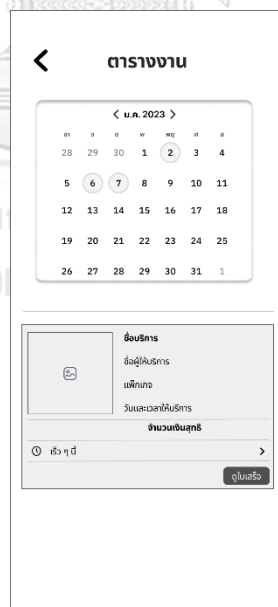 ตารางงาน
ม.ค. 2023
อา จ อ พ พฤ ศ ส
28 29 30 1 2 3 4
5 6 7 8 9 10 11
12 13 14 15 16 17 18
19 20 21 22 23 24 25
26 27 28 29 30 31 1
ชื่อบริการ
ชื่อผู้ให้บริการ
แพ็กเกจ
วันและเวลาให้บริการ
จำนวนเงินสุทธิ
เร็ว ๆ นี้
ดูใบเสร็จ